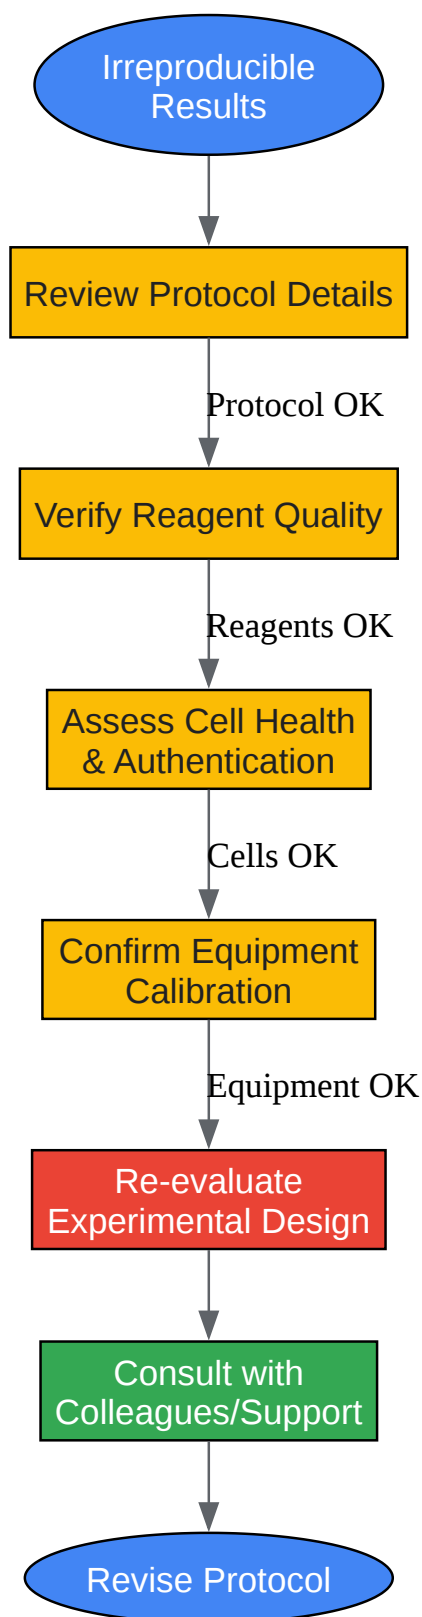 Irreproducible
Results
Review Protocol Details
Protocol OK
Verify Reagent Quality
Reagents OK
Assess Cell Health
& Authentication
Cells OK
Confirm Equipment
Calibration
Equipment OK
Re-evaluate
Experimental Design
Consult with
Colleagues/Support
Revise Protocol